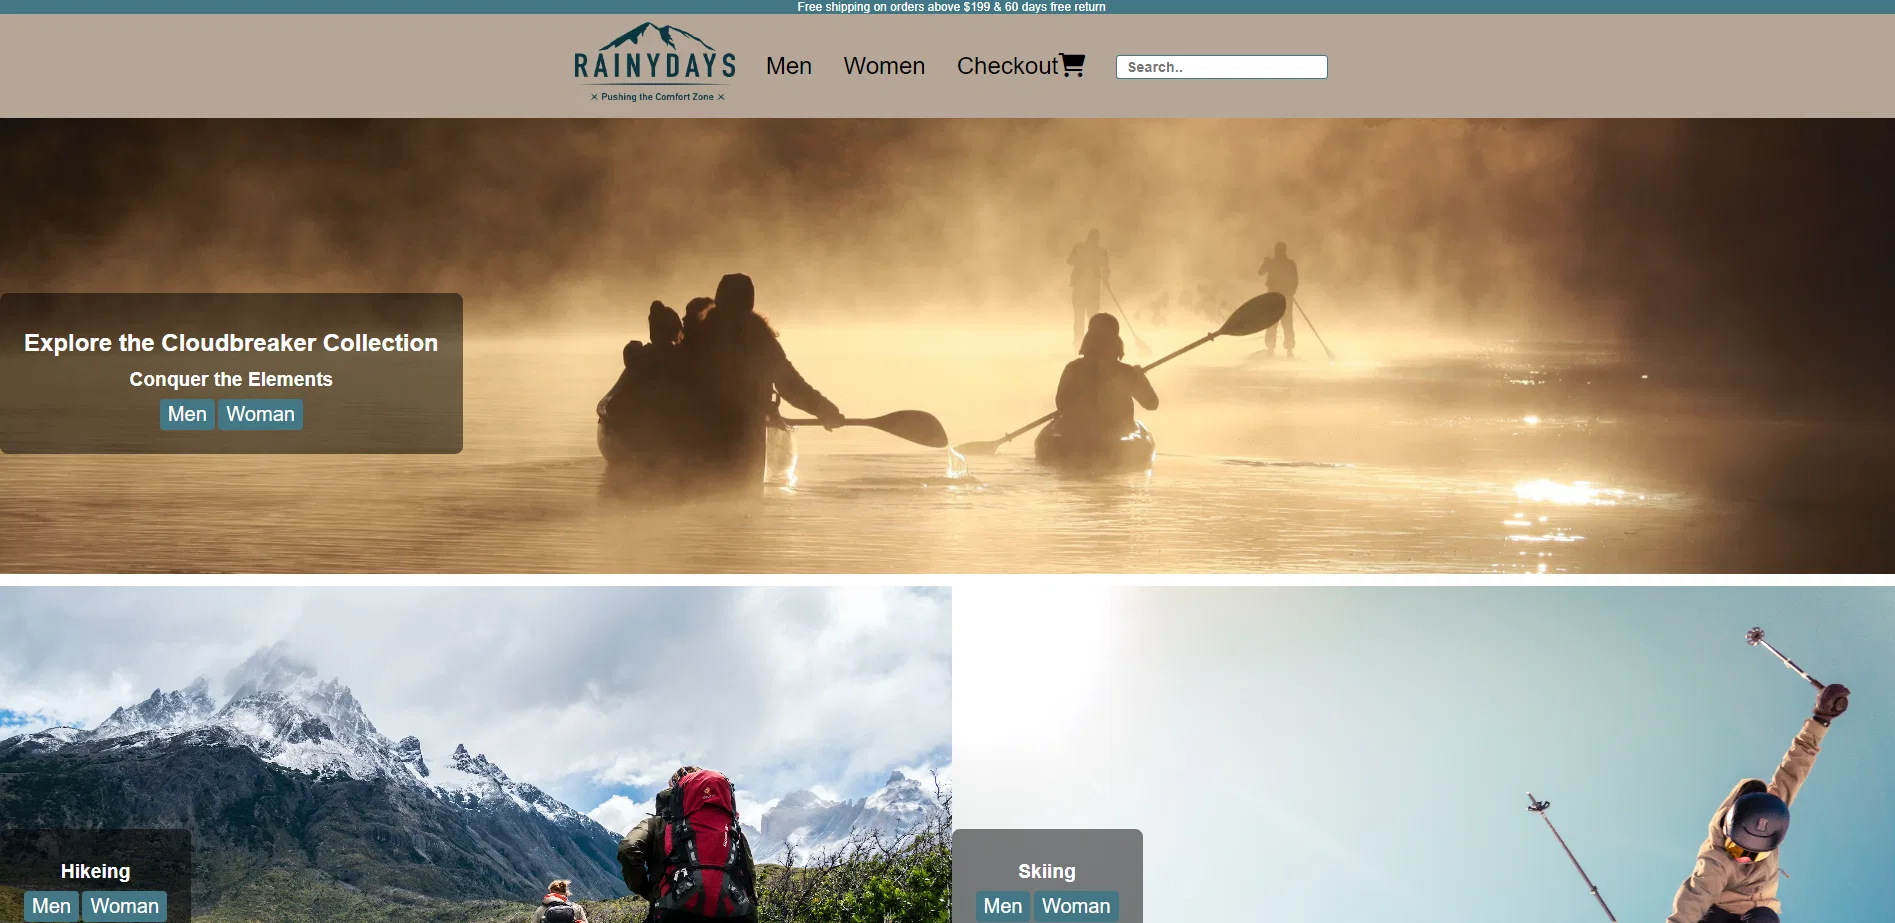 Free shipping on orders above $199 & 60 days free return
RAINYDAYS
× Pushing the Comfort Zone ×
Men Women Checkout
Search..
Explore the Cloudbreaker Collection
Conquer the Elements
Men Woman
Hikeing
Men Woman
Skiing
Men Woman